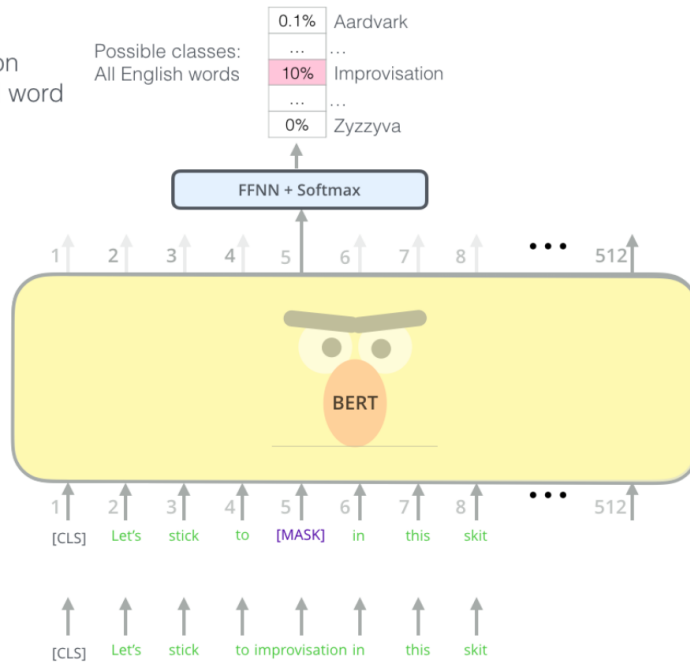 on
word
Possible classes:
All English words
0.1% Aardvark
... ...
10% Improvisation
... ...
0% Zyzzyva
FFNN + Softmax
1 2 3 4 5 6 7 8 ... 512
BERT
1 2 3 4 5 6 7 8 ... 512
[CLS] Let's stick to [MASK] in this skit
[CLS] Let's stick to improvisation in this skit